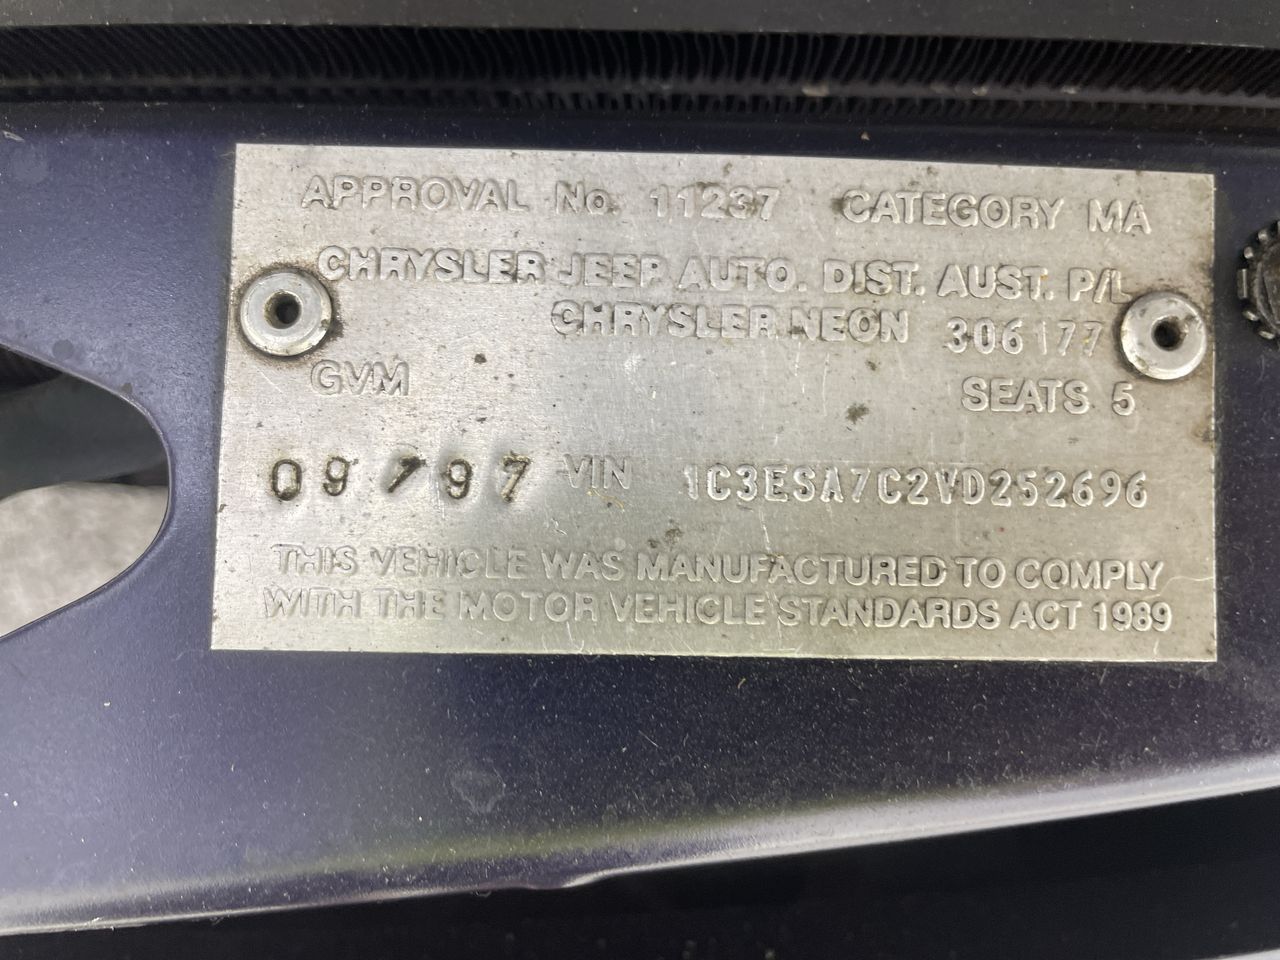 APPROVAL No. 11237 CATEGORY MA
CHRYSLER JEEP AUTO. DIST. AUST. P/L
CHRYSLER NEON 306177
GVM SEATS 5
09/97 VIN 1C3ESA7C2VD252696
THIS VEHICLE WAS MANUFACTURED TO COMPLY
WITH THE MOTOR VEHICLE STANDARDS ACT 1989